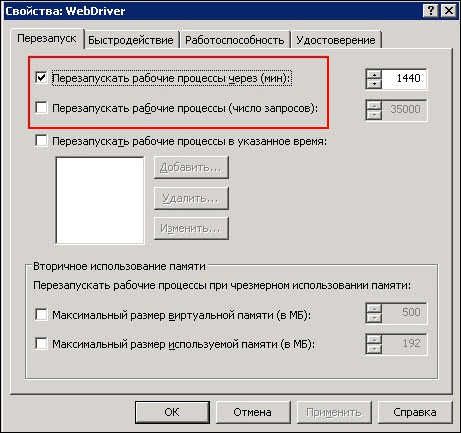 Свойства: WebDriver
Перезапуск Быстродействие Работоспособность Удостоверение
Перезапускать рабочие процессы через (мин): 1440
Перезапускать рабочие процессы (число запросов): 35000
Перезапускать рабочие процессы в указанное время:
Добавить...
Удалить...
Изменить...
Вторичное использование памяти
Перезапускать рабочие процессы при чрезмерном использовании памяти:
Максимальный размер виртуальной памяти (в МБ): 500
Максимальный размер используемой памяти (в МБ): 192
ОК Отмена Применить Справка